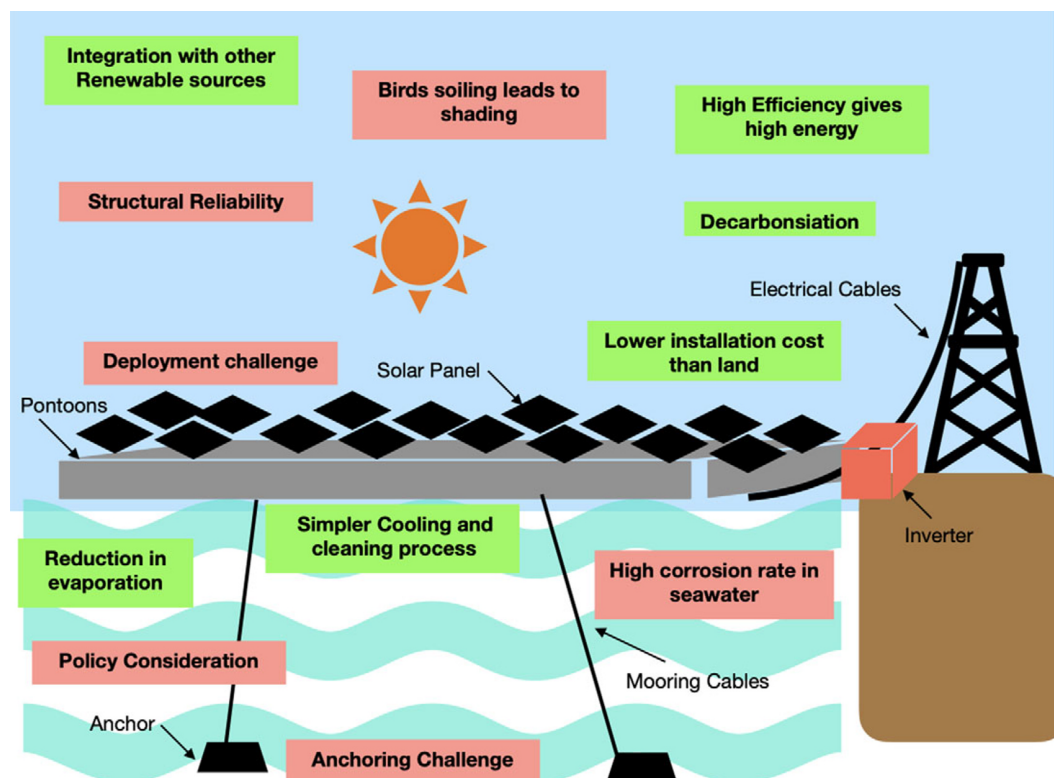 Integration with other
Renewable sources
Birds soiling leads to
shading
High Efficiency gives
high energy
Structural Reliability
Decarbonsiation
Electrical Cables
Lower installation cost
than land
Deployment challenge
Solar Panel
Pontoons
Simpler Cooling and
cleaning process
Inverter
Reduction in
evaporation
High corrosion rate in
seawater
Policy Consideration
Mooring Cables
Anchor
Anchoring Challenge